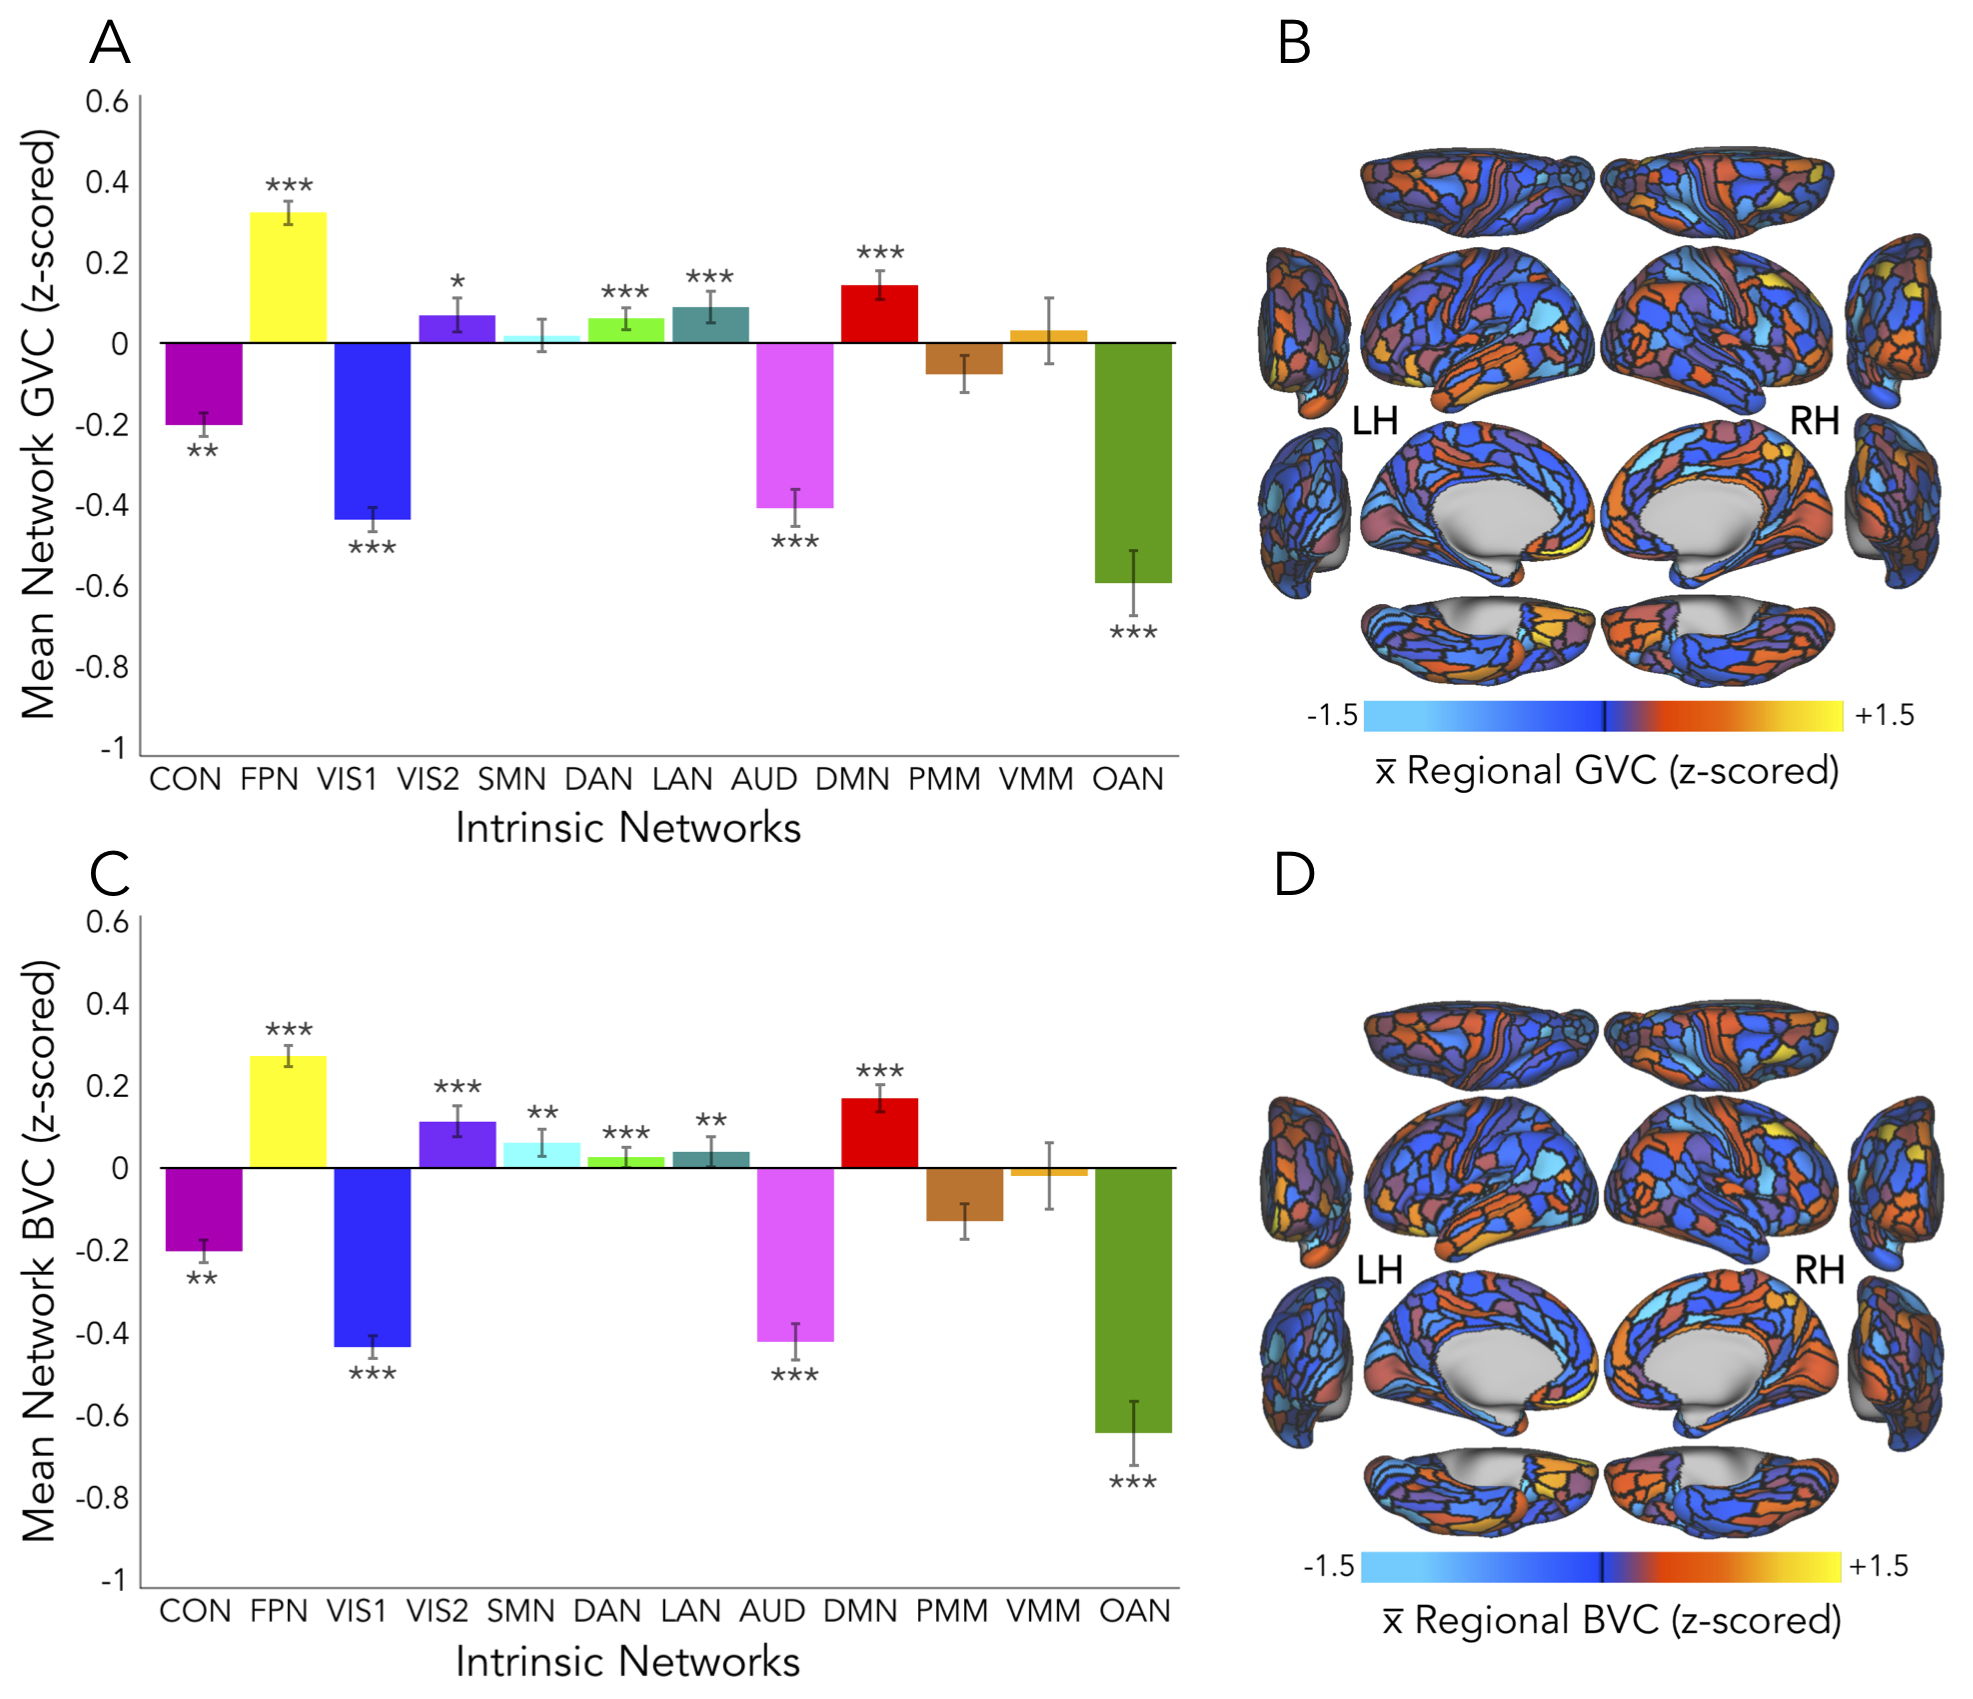 A
Mean Network GVC (z-scored)
0.6
0.4
0.2
0
-0.2
-0.4
-0.6
-0.8
-1
***
***
***
***
*
**
***
***
***
CON FPN VIS1 VIS2 SMN DAN LAN AUD DMN PMM VMM OAN
Intrinsic Networks
B
LH RH
-1.5 +1.5
x̅ Regional GVC (z-scored)
C
Mean Network BVC (z-scored)
0.6
0.4
0.2
0
-0.2
-0.4
-0.6
-0.8
-1
***
***
***
**
***
**
**
***
***
***
CON FPN VIS1 VIS2 SMN DAN LAN AUD DMN PMM VMM OAN
Intrinsic Networks
D
LH RH
-1.5 +1.5
x̅ Regional BVC (z-scored)